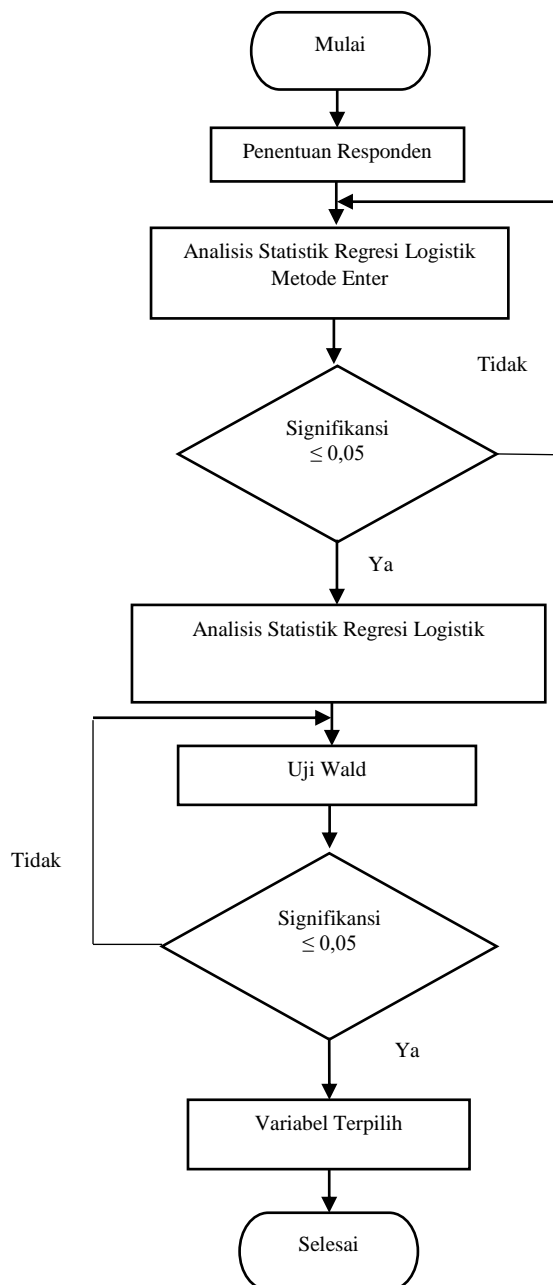 Mulai
Penentuan Responden
Analisis Statistik Regresi Logistik
Metode Enter
Tidak
Signifikansi
≤ 0,05
Ya
Analisis Statistik Regresi Logistik
Uji Wald
Tidak
Signifikansi
≤ 0,05
Ya
Variabel Terpilih
Selesai